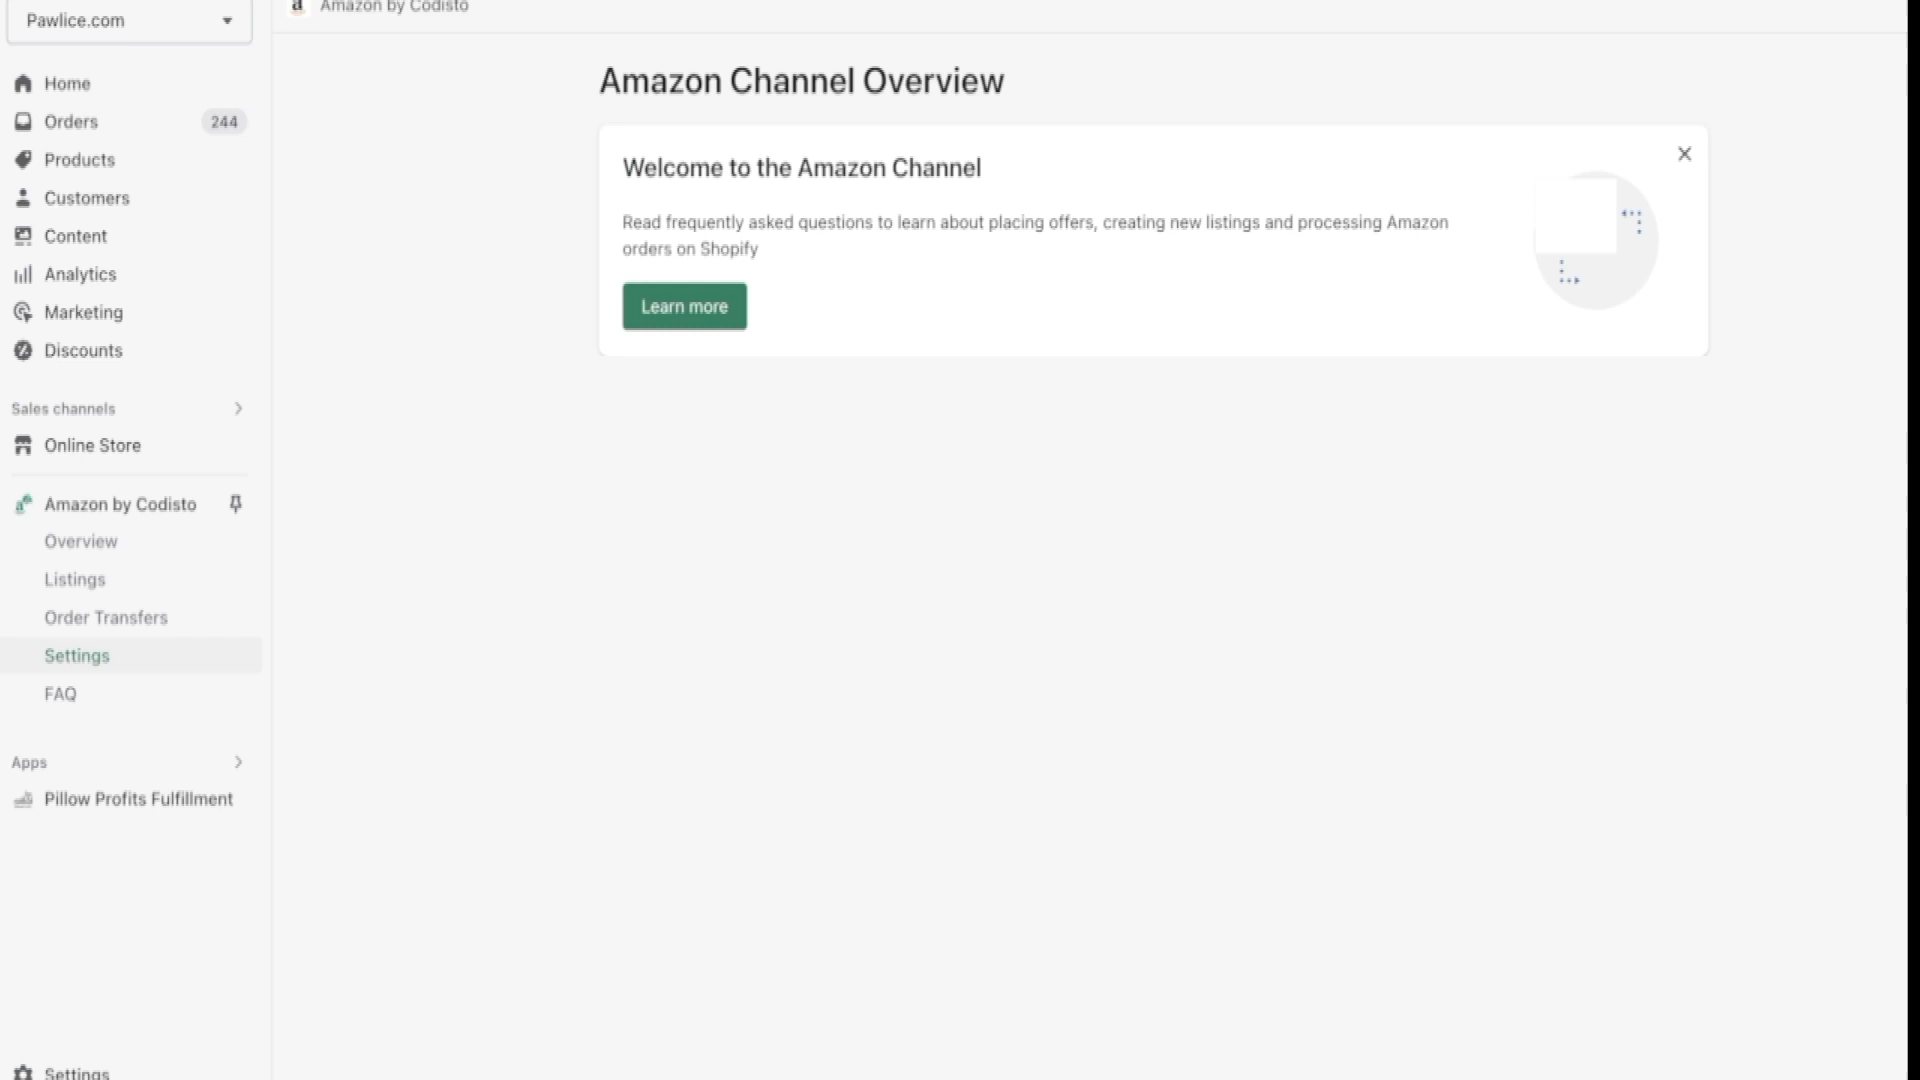 Pawlice.com
Amazon by Codisto
Home
Orders 244
Products
Customers
Content
Analytics
Marketing
Discounts
Sales channels
Online Store
Amazon by Codisto
Overview
Listings
Order Transfers
Settings
FAQ
Apps
Pillow Profits Fulfillment
Settings
Amazon Channel Overview
Welcome to the Amazon Channel
Read frequently asked questions to learn about placing offers, creating new listings and processing Amazon
orders on Shopify
Learn more